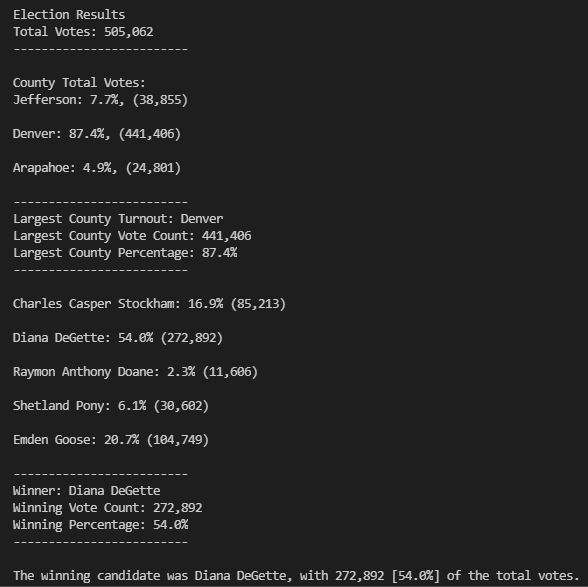 Election Results
Total Votes: 505,062
-------------------------
County Total Votes:
Jefferson: 7.7%, (38,855)
Denver: 87.4%, (441,406)
Arapahoe: 4.9%, (24,801)
-------------------------
Largest County Turnout: Denver
Largest County Vote Count: 441,406
Largest County Percentage: 87.4%
-------------------------
Charles Casper Stockham: 16.9% (85,213)
Diana DeGette: 54.0% (272,892)
Raymon Anthony Doane: 2.3% (11,606)
Shetland Pony: 6.1% (30,602)
Emden Goose: 20.7% (104,749)
-------------------------
Winner: Diana DeGette
Winning Vote Count: 272,892
Winning Percentage: 54.0%
-------------------------
The winning candidate was Diana DeGette, with 272,892 [54.0%] of the total votes.